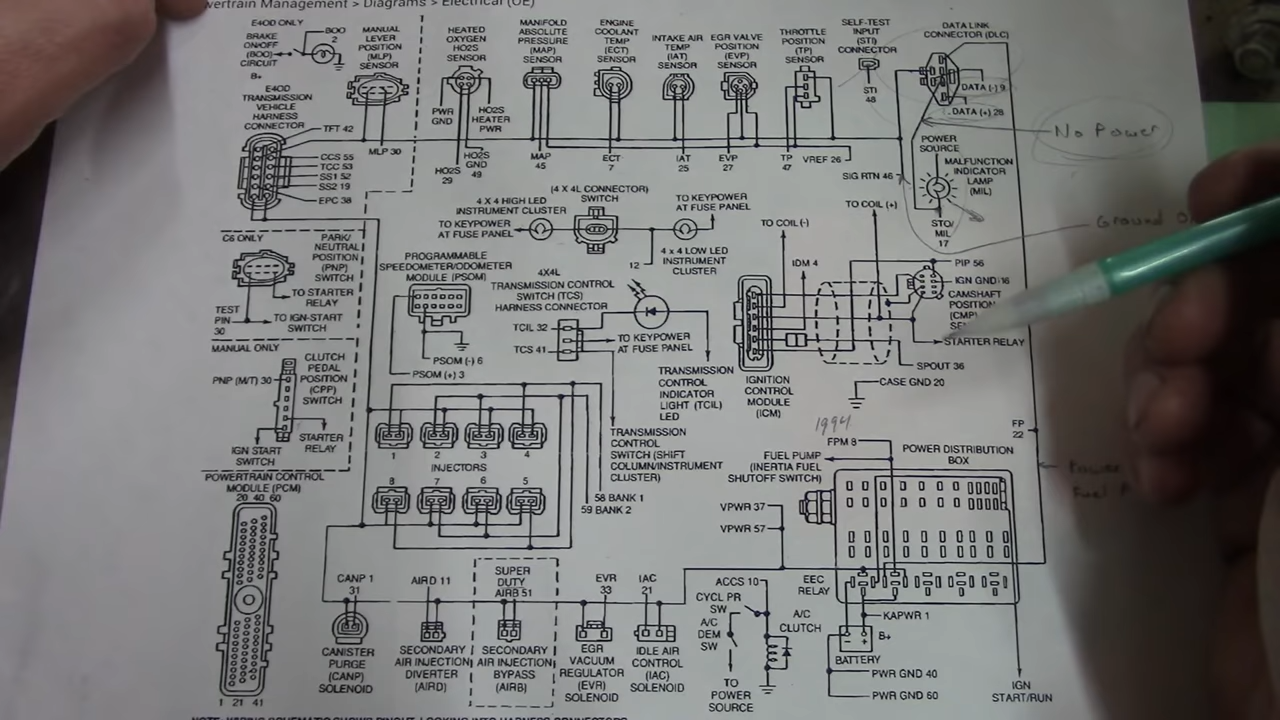 wertrain Management > Diagrams > Electrical (OE)
E4OD ONLY
BRAKE
ON/OFF
(BOO)
CIRCUIT
BOO
2
B+
MANUAL
LEVER
POSITION
(MLP)
SENSOR
HEATED
OXYGEN
HO2S
SENSOR
MANIFOLD
ABSOLUTE
PRESSURE
(MAP)
SENSOR
ENGINE
COOLANT
TEMP
(ECT)
SENSOR
INTAKE AIR
TEMP
(IAT)
SENSOR
EGR VALVE
POSITION
(EVP)
SENSOR
THROTTLE
POSITION
(TP)
SENSOR
SELF-TEST
INPUT
(STI)
CONNECTOR
STI
48
DATA LINK
CONNECTOR (DLC)
DATA (-) 9
DATA (+) 28
No Power
E4OD
TRANSMISSION
VEHICLE
HARNESS
CONNECTOR
TFT 42
CCS 55
TCC 53
SS1 52
SS2 19
EPC 38
MLP 30
PWR
GND
HO2S
HEATER
PWR
HO2S
29
HO2S
GND
49
MAP
45
ECT
7
IAT
25
EVP
27
TP
47
VREF 26
SIG RTN 46
POWER
SOURCE
MALFUNCTION
INDICATOR
LAMP
(MIL)
STO/
MIL
17
Ground
C6 ONLY
PARK/
NEUTRAL
POSITION
(PNP)
SWITCH
TO STARTER
RELAY
TEST
PIN
30
TO IGN-START
SWITCH
4 X 4 HIGH LED
INSTRUMENT CLUSTER
TO KEYPOWER
AT FUSE PANEL
(4 X 4L CONNECTOR)
SWITCH
TO KEYPOWER
AT FUSE PANEL
4 x 4 LOW LED
INSTRUMENT
CLUSTER
12
PROGRAMMABLE
SPEEDOMETER/ODOMETER
MODULE (PSOM)
PSOM (-) 6
PSOM (+) 3
4X4L
TRANSMISSION CONTROL
SWITCH (TCS)
HARNESS CONNECTOR
TCIL 32
TCS 41
TO KEYPOWER
AT FUSE PANEL
TRANSMISSION
CONTROL
INDICATOR
LIGHT (TCIL)
LED
TRANSMISSION
CONTROL
SWITCH (SHIFT
COLUMN/INSTRUMENT
CLUSTER)
TO COIL (-)
TO COIL (+)
IDM 4
PIP 56
IGN GND 16
CAMSHAFT
POSITION
(CMP)
STARTER RELAY
SPOUT 36
CASE GND 20
IGNITION
CONTROL
MODULE
(ICM)
MANUAL ONLY
CLUTCH
PEDAL
POSITION
(CPP)
SWITCH
PNP (M/T) 30
IGN START
SWITCH
STARTER
RELAY
1 2 3 4
INJECTORS
8 7 6 5
58 BANK 1
59 BANK 2
1994
FPM 8
FUEL PUMP
(INERTIA FUEL
SHUTOFF SWITCH)
POWER DISTRIBUTION
BOX
FP
22
VPWR 37
VPWR 57
POWERTRAIN CONTROL
MODULE (PCM)
20 40 60
1 21 41
CANP 1
31
CANISTER
PURGE
(CANP)
SOLENOID
AIRD 11
SECONDARY
AIR INJECTION
DIVERTER
(AIRD)
SUPER
DUTY
AIRB 51
SECONDARY
AIR INJECTION
BYPASS
(AIRB)
EVR
33
EGR
VACUUM
REGULATOR
(EVR)
SOLENOID
IAC
21
IDLE AIR
CONTROL
(IAC)
SOLENOID
ACCS 10
CYCL PR
SW
A/C
DEM
SW
TO
POWER
SOURCE
A/C
CLUTCH
EEC
RELAY
KAPWR 1
B+
BATTERY
PWR GND 40
PWR GND 60
IGN
START/RUN